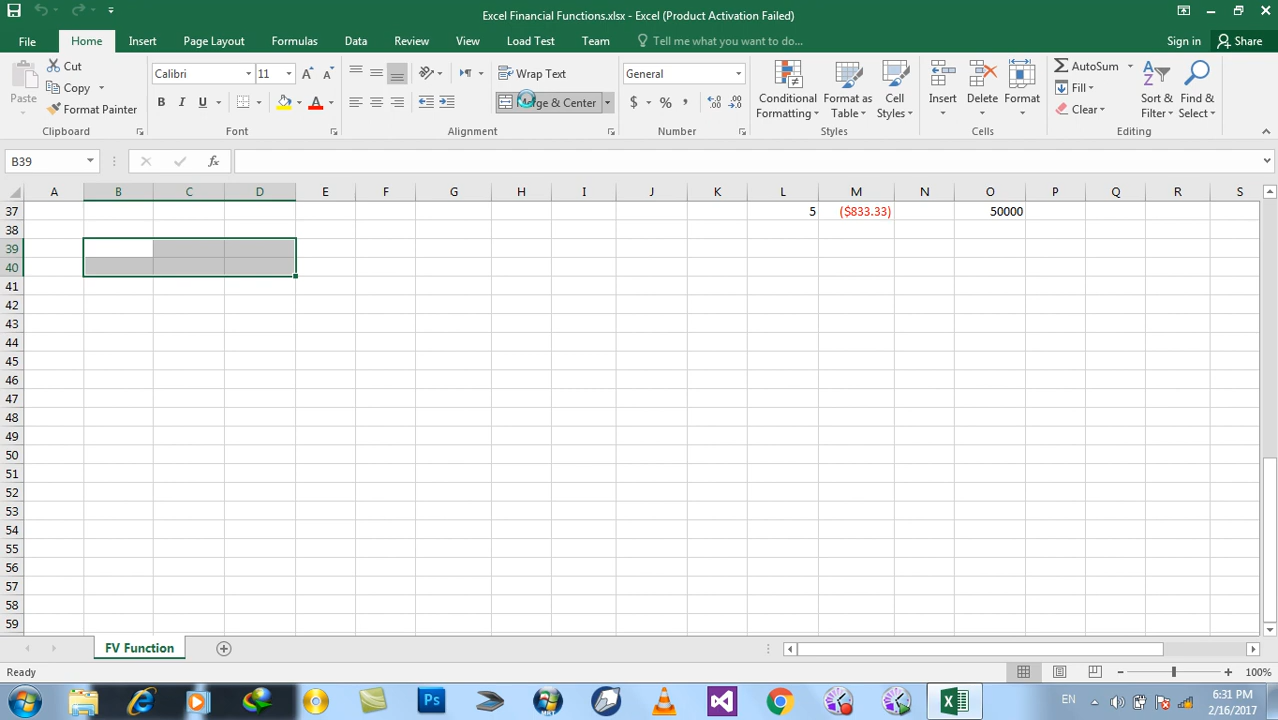 Excel Financial Functions.xlsx - Excel (Product Activation Failed)
File Home Insert Page Layout Formulas Data Review View Load Test Team Tell me what you want to do... Sign in Share
Paste Cut Copy Format Painter Clipboard
Calibri 11 B I U A Font
Wrap Text
& Center
Alignment
General
$ % , Number
Conditional Formatting Format as Table Cell Styles Styles
Insert Delete Format Cells
AutoSum Fill Clear Sort & Filter Find & Select Editing
B39 fx
A B C D E F G H I J K L M N O P Q R S
37 5 ($833.33) 50000
38
39
40
41
42
43
44
45
46
47
48
49
50
51
52
53
54
55
56
57
58
59
FV Function
Ready 100%
EN 6:31 PM
2/16/2017